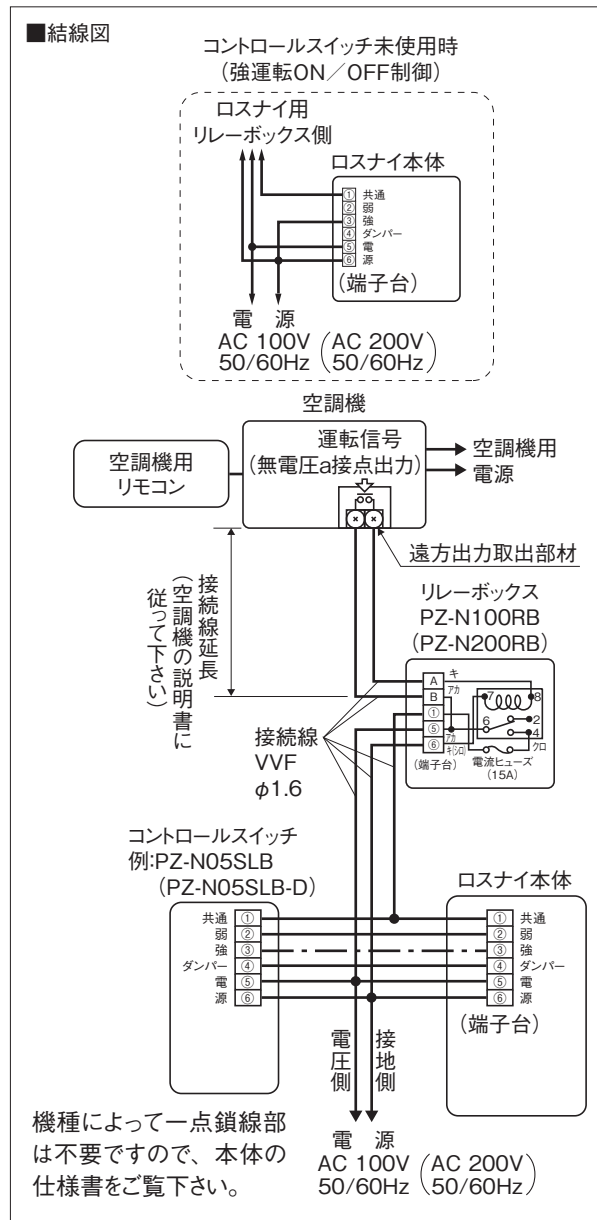 ■結線図
コントロールスイッチ未使用時
(強運転ON／OFF制御)
ロスナイ用
リレーボックス側
ロスナイ本体
① 共通
② 弱
③ 強
④ ダンパー
⑤ 電
⑥ 源
(端子台)
電 源
AC 100V (AC 200V)
50/60Hz (50/60Hz)
空調機
運転信号
(無電圧a接点出力)
空調機用
リモコン
空調機用
電源
遠方出力取出部材
接続線延長
(空調機の説明書に
従って下さい)
リレーボックス
PZ-N100RB
(PZ-N200RB)
A キ
B アカ
①
⑤ アカ
⑥ キ(シロ)
7 8
6 2
4
クロ
(端子台)
電流ヒューズ
(15A)
接続線
VVF
φ1.6
コントロールスイッチ
例:PZ-N05SLB
(PZ-N05SLB-D)
共通 ①
弱 ②
強 ③
ダンパー ④
電 ⑤
源 ⑥
ロスナイ本体
① 共通
② 弱
③ 強
④ ダンパー
⑤ 電
⑥ 源
(端子台)
電圧側
接地側
電 源
AC 100V (AC 200V)
50/60Hz (50/60Hz)
機種によって一点鎖線部
は不要ですので、本体の
仕様書をご覧下さい。